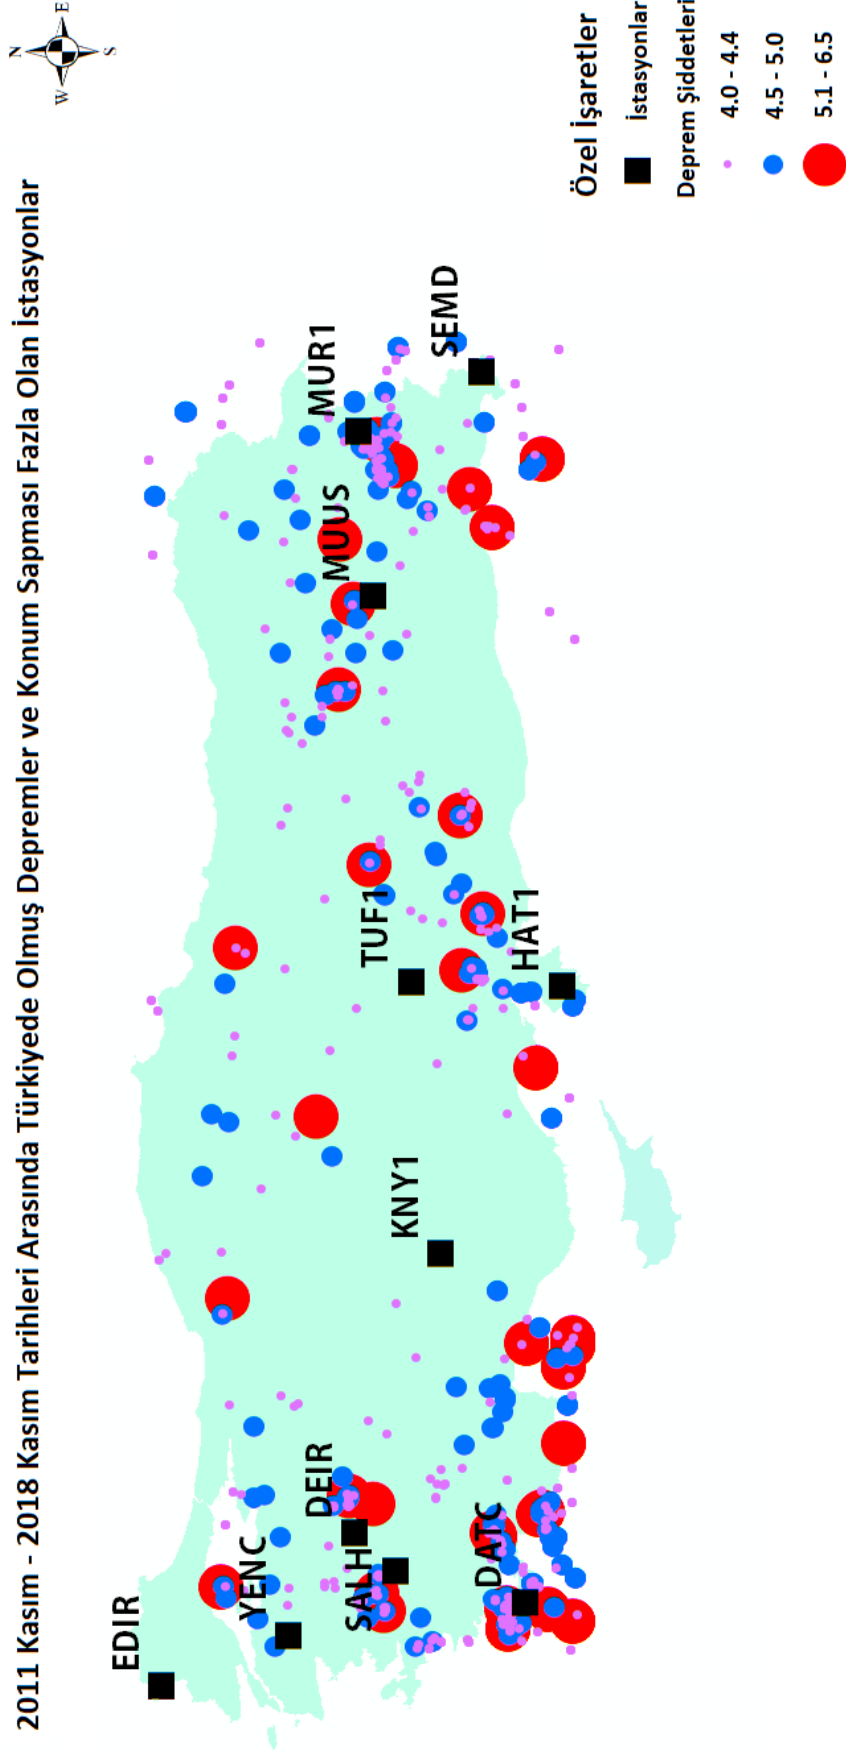 2011 Kasım - 2018 Kasım Tarihleri Arasında Türkiyede Olmuş Depremler ve Konum Sapması Fazla Olan İstasyonlar
N
W
E
S
EDIR
YENC
DEIR
SALH
DATC
KNY1
TUF1
HAT1
MUUS
MUR1
SEMD
Özel İşaretler
İstasyonlar
Deprem Şiddetleri
4.0 - 4.4
4.5 - 5.0
5.1 - 6.5